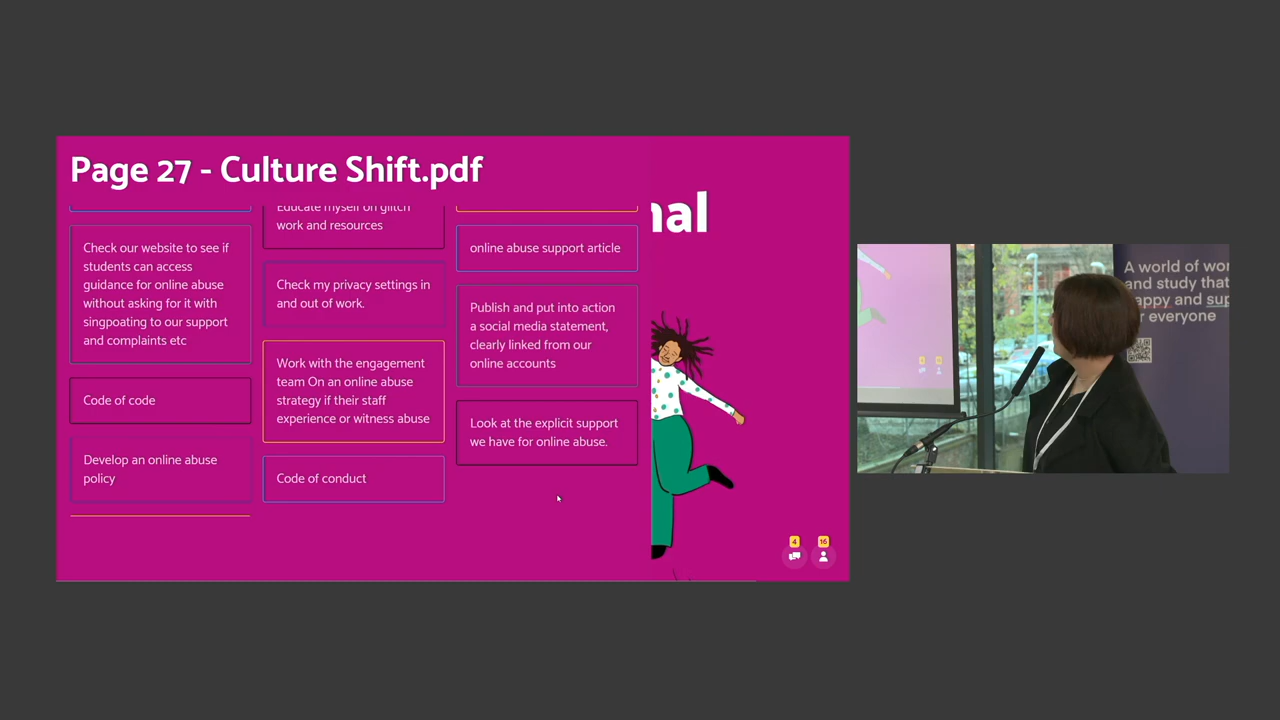 Page 27 - Culture Shift.pdf
nal
Check our website to see if
students can access
guidance for online abuse
without asking for it with
singpoating to our support
and complaints etc
Code of code
Develop an online abuse
policy
Educate myself on glitch
work and resources
Check my privacy settings in
and out of work.
Work with the engagement
team On an online abuse
strategy if their staff
experience or witness abuse
Code of conduct
online abuse support article
Publish and put into action
a social media statement,
clearly linked from our
online accounts
Look at the explicit support
we have for online abuse.
4
16
A world of wor
and study that
appy and sup
r everyone